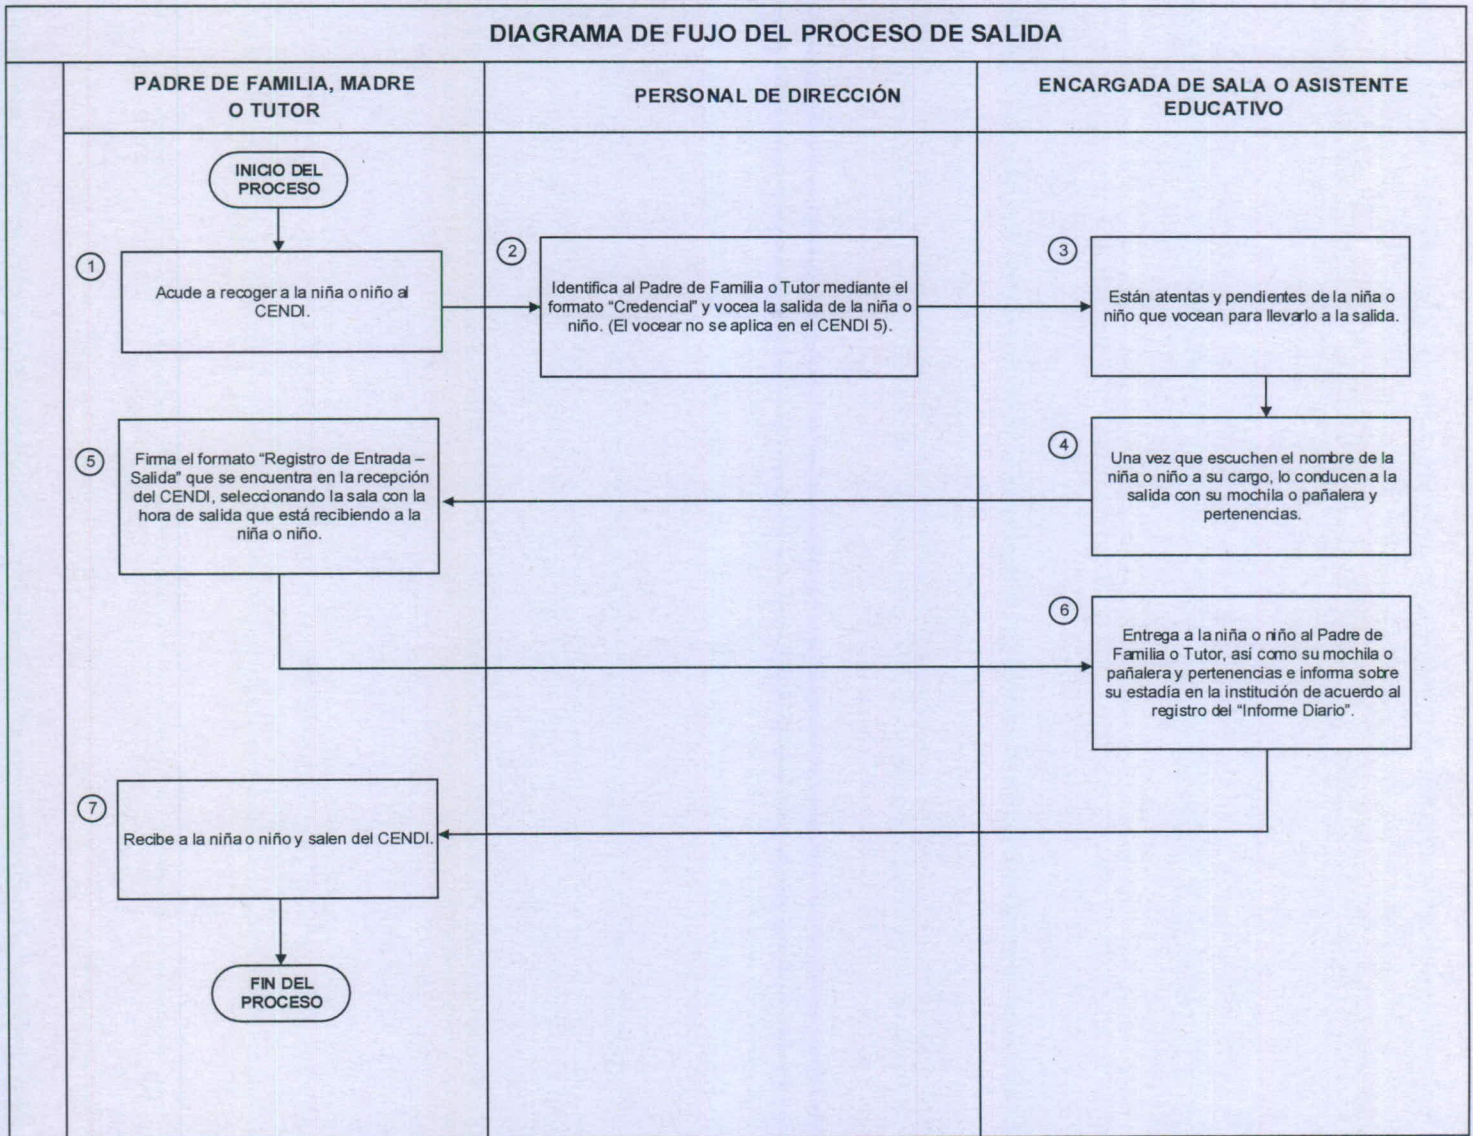 DIAGRAMA DE FUJO DEL PROCESO DE SALIDA
PADRE DE FAMILIA, MADRE
O TUTOR
PERSONAL DE DIRECCIÓN
ENCARGADA DE SALA O ASISTENTE
EDUCATIVO
INICIO DEL
PROCESO
1
Acude a recoger a la niña o niño al
CENDI.
2
Identifica al Padre de Familia o Tutor mediante el
formato “Credencial” y vocea la salida de la niña o
niño. (El vocear no se aplica en el CENDI 5).
3
Están atentas y pendientes de la niña o
niño que vocean para llevarlo a la salida.
4
Una vez que escuchen el nombre de la
niña o niño a su cargo, lo conducen a la
salida con su mochila o pañalera y
pertenencias.
5
Firma el formato “Registro de Entrada –
Salida” que se encuentra en la recepción
del CENDI, seleccionando la sala con la
hora de salida que está recibiendo a la
niña o niño.
6
Entrega a la niña o niño al Padre de
Familia o Tutor, así como su mochila o
pañalera y pertenencias e informa sobre
su estadía en la institución de acuerdo al
registro del “Informe Diario”.
7
Recibe a la niña o niño y salen del CENDI.
FIN DEL
PROCESO